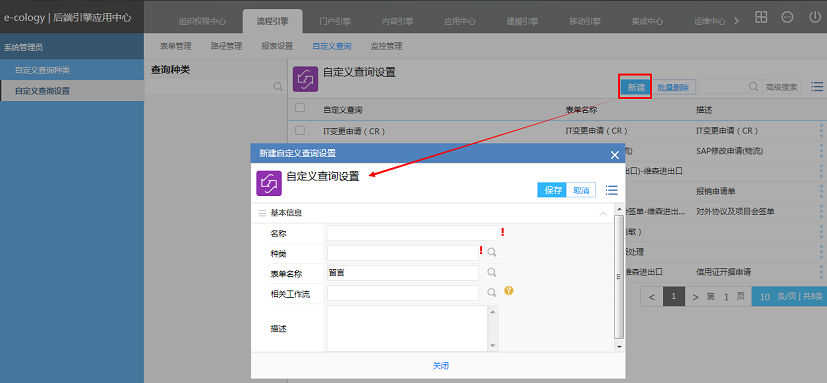 e-cology | 后端引擎应用中心
组织权限中心 流程引擎 门户引擎 内容引擎 应用中心 建模引擎 移动引擎 集成中心 运维中心
系统管理员
表单管理 路径管理 报表设置 自定义查询 监控管理
自定义查询种类
自定义查询设置
查询种类
自定义查询设置
新建 批量删除 高级搜索
自定义查询 表单名称 描述
IT变更申请（CR） IT变更申请（CR） IT变更申请（CR）
SAP修改申请(物流)
出口)-维森进出口
报销申请单
会签单-维森进出... 对外协议及项目会签单
处理
维森进出口 信用证开据申请
< 1 > 第 1 页 10 条/页 | 共8条
新建自定义查询设置
自定义查询设置
保存 取消
基本信息
名称 !
种类 !
表单名称 留言
相关工作流 ?
描述
关闭